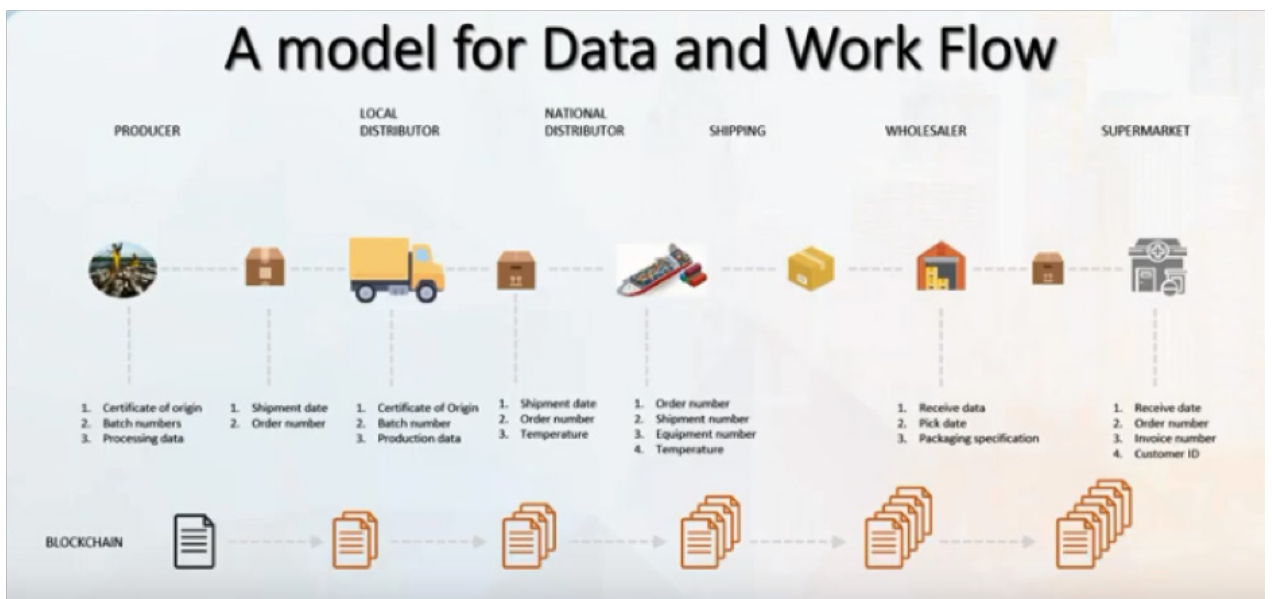 A model for Data and Work Flow
PRODUCER
LOCAL
DISTRIBUTOR
NATIONAL
DISTRIBUTOR
SHIPPING
WHOLESALER
SUPERMARKET
1. Certificate of origin
2. Batch numbers
3. Processing data
1. Shipment date
2. Order number
1. Certificate of Origin
2. Batch number
3. Production data
1. Shipment date
2. Order number
3. Temperature
1. Order number
2. Shipment number
3. Equipment number
4. Temperature
1. Receive data
2. Pick date
3. Packaging specification
1. Receive date
2. Order number
3. Invoice number
4. Customer ID
BLOCKCHAIN